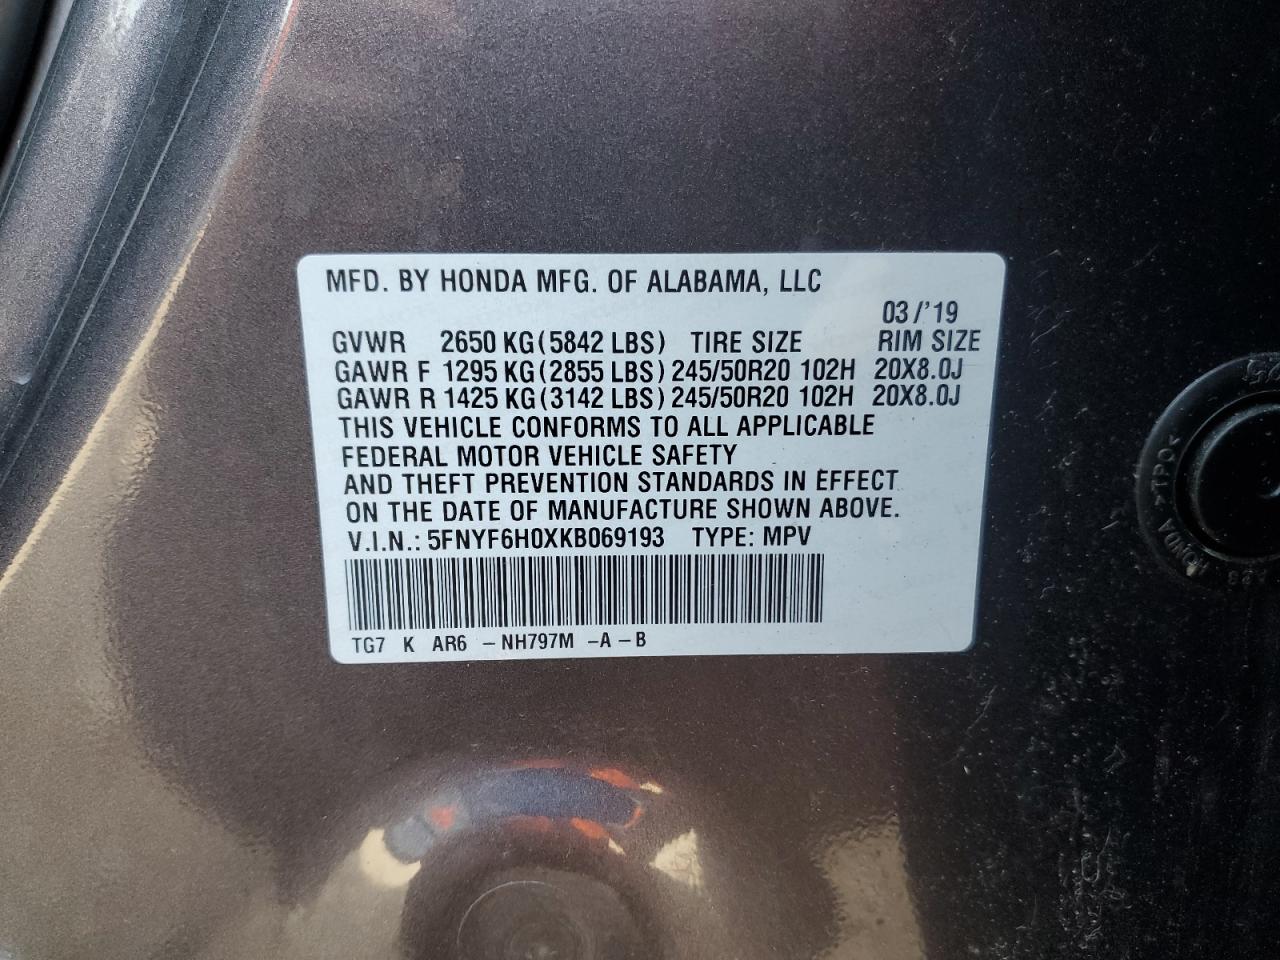 MFD. BY HONDA MFG. OF ALABAMA, LLC
03/'19
GVWR 2650 KG(5842 LBS) TIRE SIZE RIM SIZE
GAWR F 1295 KG(2855 LBS) 245/50R20 102H 20X8.0J
GAWR R 1425 KG(3142 LBS) 245/50R20 102H 20X8.0J
THIS VEHICLE CONFORMS TO ALL APPLICABLE
FEDERAL MOTOR VEHICLE SAFETY
AND THEFT PREVENTION STANDARDS IN EFFECT
ON THE DATE OF MANUFACTURE SHOWN ABOVE.
V.I.N.: 5FNYF6H0XKB069193 TYPE: MPV
TG7 K AR6 -NH797M -A-B
HONDA >TPO<